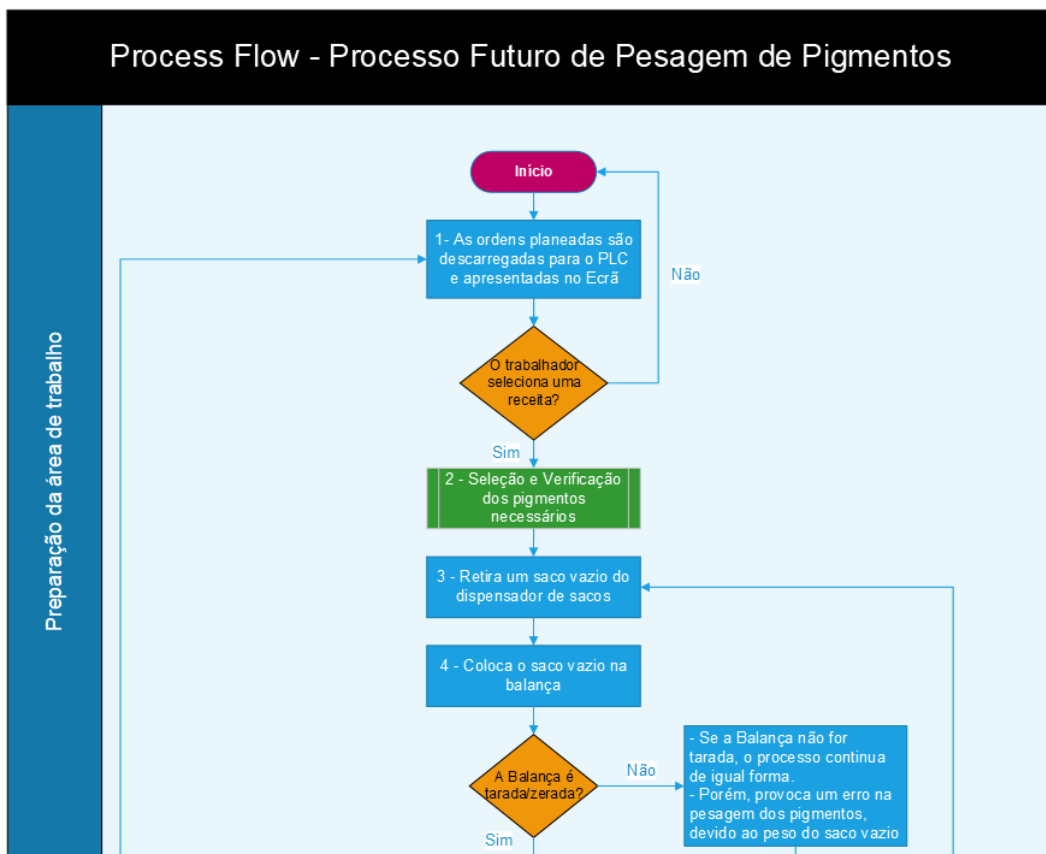 Process Flow - Processo Futuro de Pesagem de Pigmentos
Preparação da área de trabalho
Início
1- As ordens planeadas são
descarregadas para o PLC
e apresentadas no Ecrã
Não
O trabalhador
seleciona uma
receita?
Sim
2 - Seleção e Verificação
dos pigmentos
necessários
3 - Retira um saco vazio do
dispensador de sacos
4 - Coloca o saco vazio na
balança
A Balança é
tarada/zerada?
Não
- Se a Balança não for
tarada, o processo continua
de igual forma.
- Porém, provoca um erro na
pesagem dos pigmentos,
devido ao peso do saco vazio
Sim